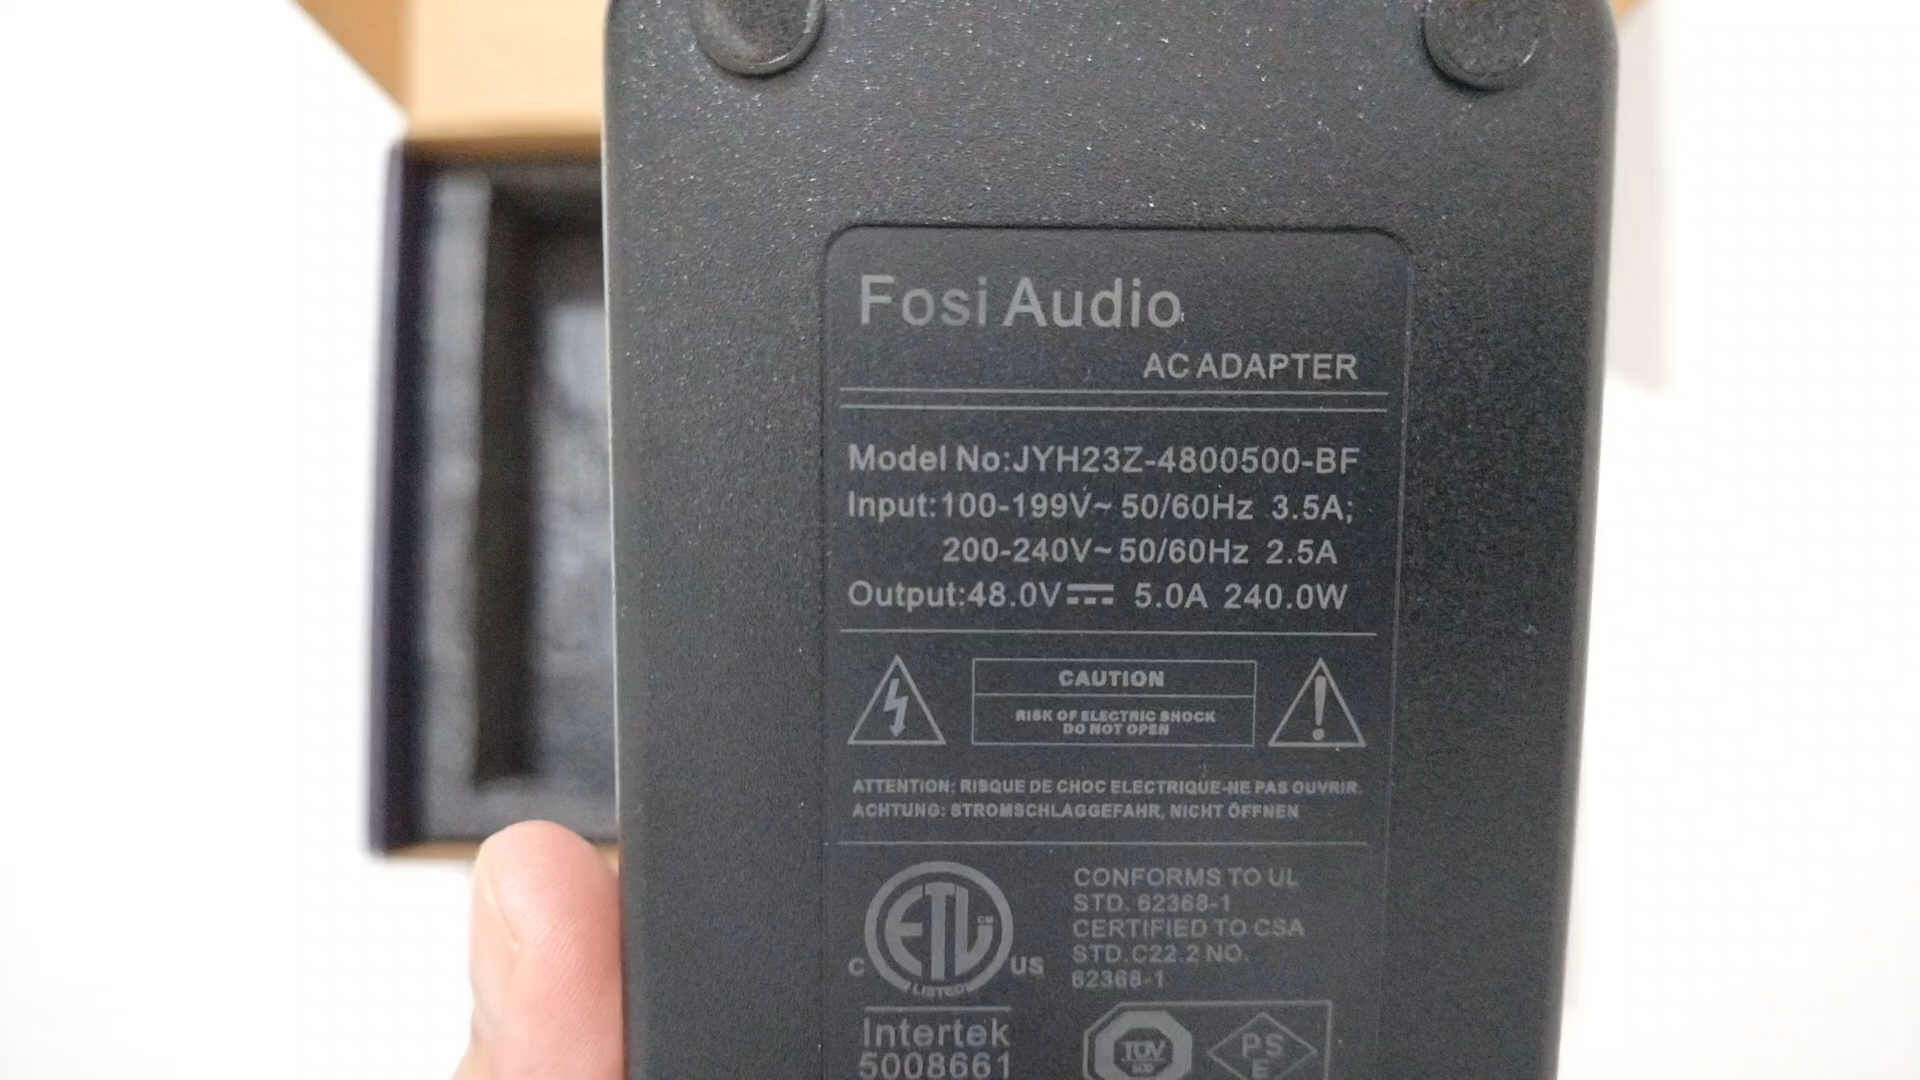 Fosi Audio
AC ADAPTER
Model No:JYH23Z-4800500-BF
Input:100-199V~ 50/60Hz 3.5A;
200-240V~ 50/60Hz 2.5A
Output:48.0V⎓ 5.0A 240.0W
CAUTION
RISK OF ELECTRIC SHOCK
DO NOT OPEN
ATTENTION: RISQUE DE CHOC ELECTRIQUE-NE PAS OUVRIR.
ACHTUNG: STROMSCHLAGGEFAHR, NICHT ÖFFNEN
ETL CM
C US
LISTED
CONFORMS TO UL
STD. 62368-1
CERTIFIED TO CSA
STD.C22.2 NO.
62368-1
Intertek
5008661
TÜV
SÜD
PS
E